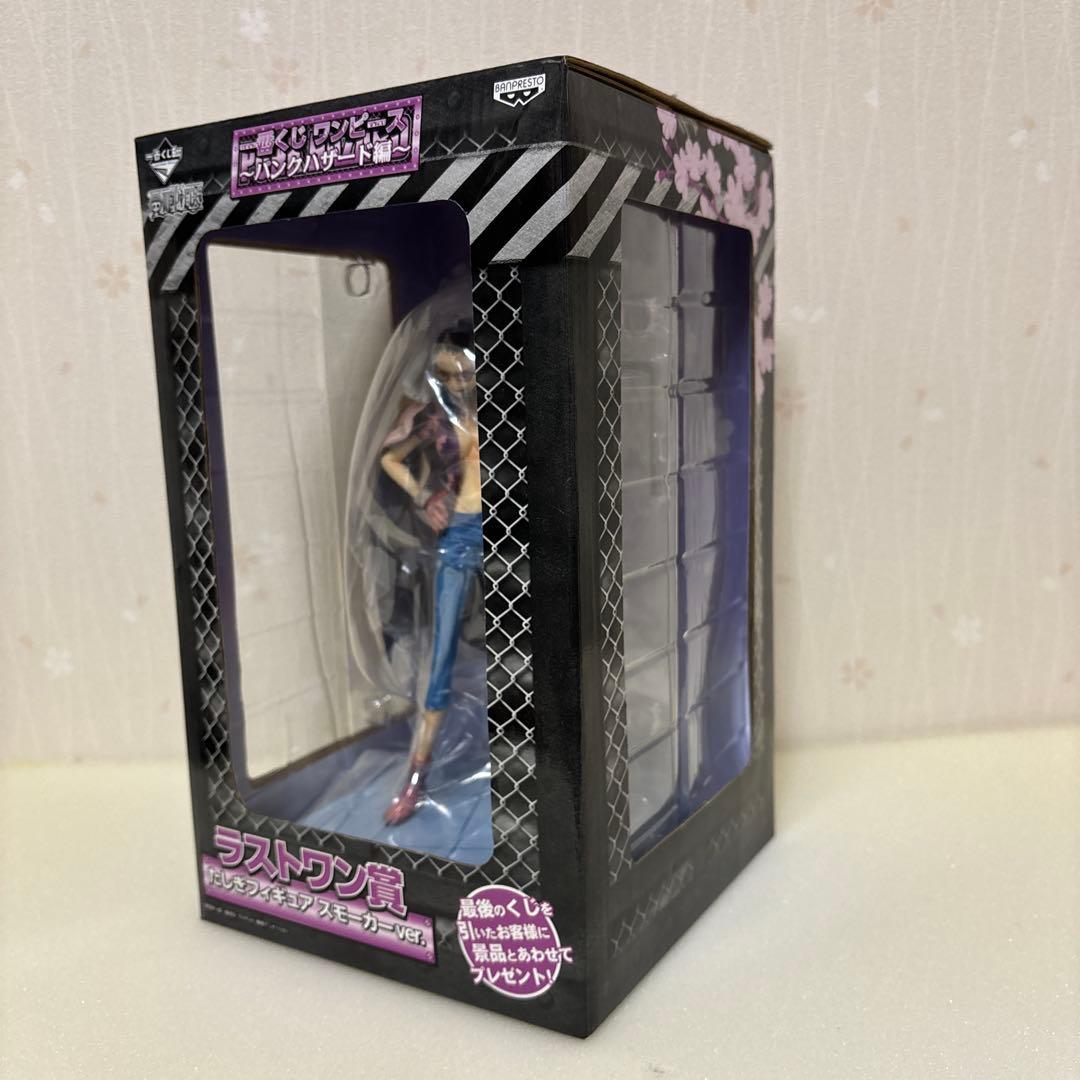 BANPRESTO
一番くじ
一番くじ ワンピース
～パンクハザード編～
ラストワン賞
たしぎフィギュア スモーカーver.
最後のくじを
引いたお客様に
景品とあわせて
プレゼント!